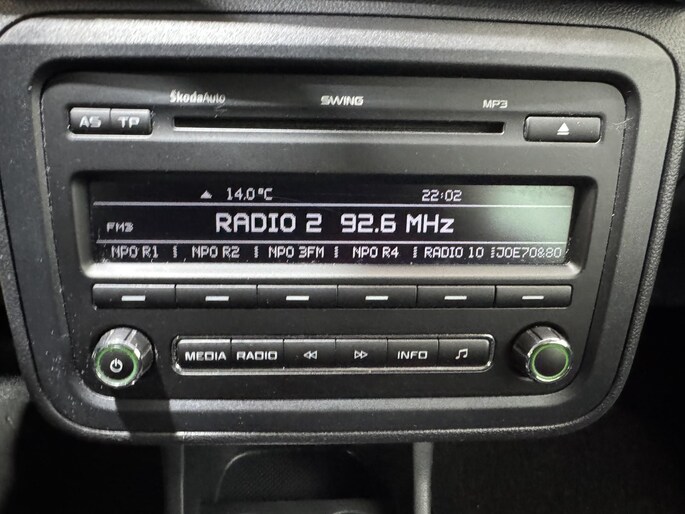 ŠkodaAuto SWING MP3
AS TP
14.0°C 22:02
FM3 RADIO 2 92.6 MHz
NPO R1 NPO R2 NPO 3FM NPO R4 RADIO 10 JOE70&80
MEDIA RADIO INFO